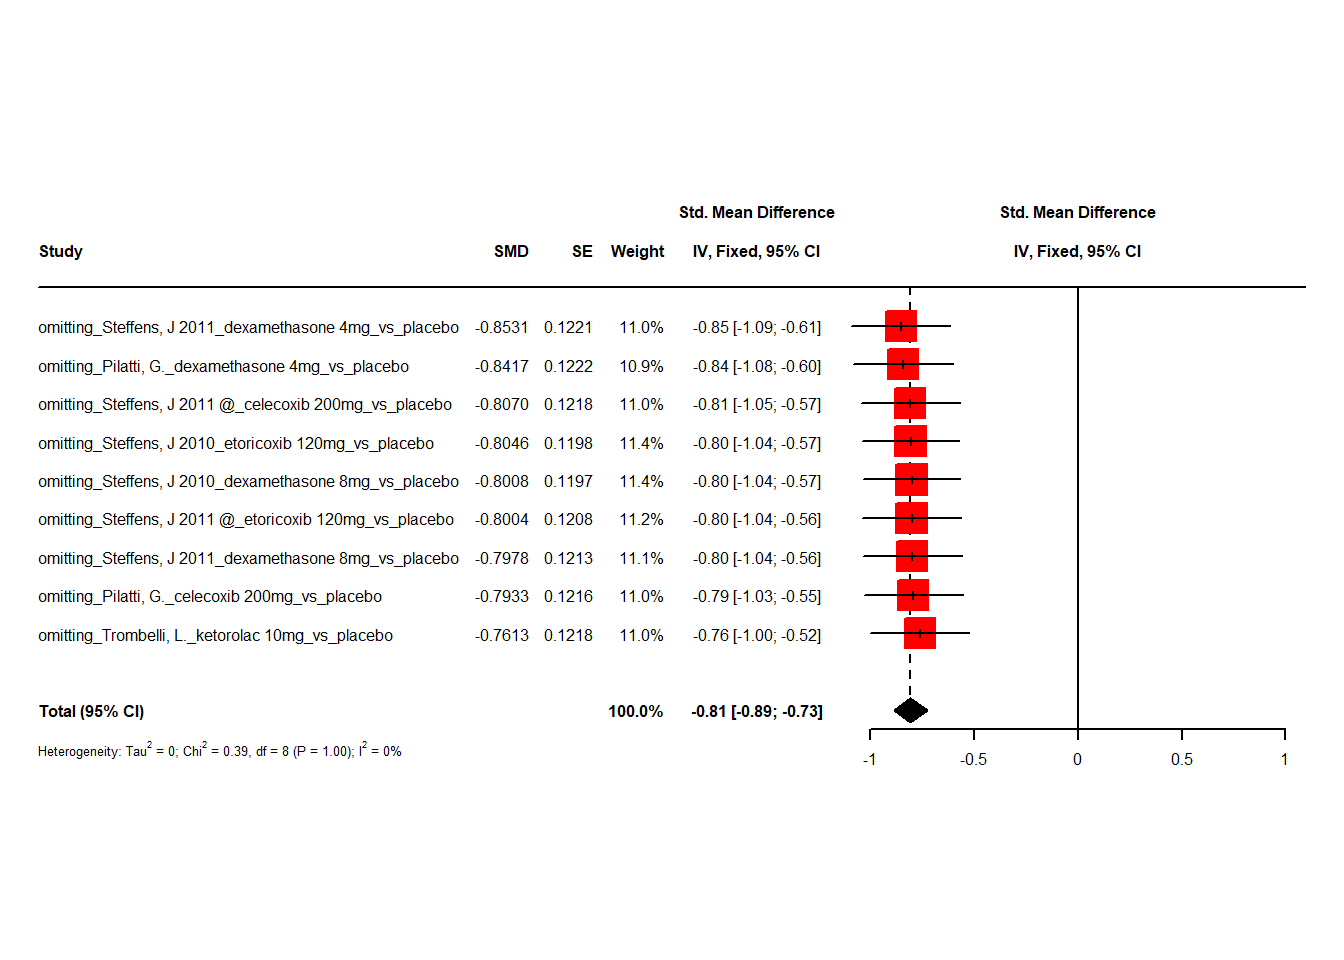 Std. Mean Difference Std. Mean Difference
Study SMD SE Weight IV, Fixed, 95% CI IV, Fixed, 95% CI
omitting_Steffens, J 2011_dexamethasone 4mg_vs_placebo -0.8531 0.1221 11.0% -0.85 [-1.09; -0.61]
omitting_Pilatti, G._dexamethasone 4mg_vs_placebo -0.8417 0.1222 10.9% -0.84 [-1.08; -0.60]
omitting_Steffens, J 2011 @_celecoxib 200mg_vs_placebo -0.8070 0.1218 11.0% -0.81 [-1.05; -0.57]
omitting_Steffens, J 2010_etoricoxib 120mg_vs_placebo -0.8046 0.1198 11.4% -0.80 [-1.04; -0.57]
omitting_Steffens, J 2010_dexamethasone 8mg_vs_placebo -0.8008 0.1197 11.4% -0.80 [-1.04; -0.57]
omitting_Steffens, J 2011 @_etoricoxib 120mg_vs_placebo -0.8004 0.1208 11.2% -0.80 [-1.04; -0.56]
omitting_Steffens, J 2011_dexamethasone 8mg_vs_placebo -0.7978 0.1213 11.1% -0.80 [-1.04; -0.56]
omitting_Pilatti, G._celecoxib 200mg_vs_placebo -0.7933 0.1216 11.0% -0.79 [-1.03; -0.55]
omitting_Trombelli, L._ketorolac 10mg_vs_placebo -0.7613 0.1218 11.0% -0.76 [-1.00; -0.52]
Total (95% CI) 100.0% -0.81 [-0.89; -0.73]
Heterogeneity: Tau² = 0; Chi² = 0.39, df = 8 (P = 1.00); I² = 0%
-1 -0.5 0 0.5 1